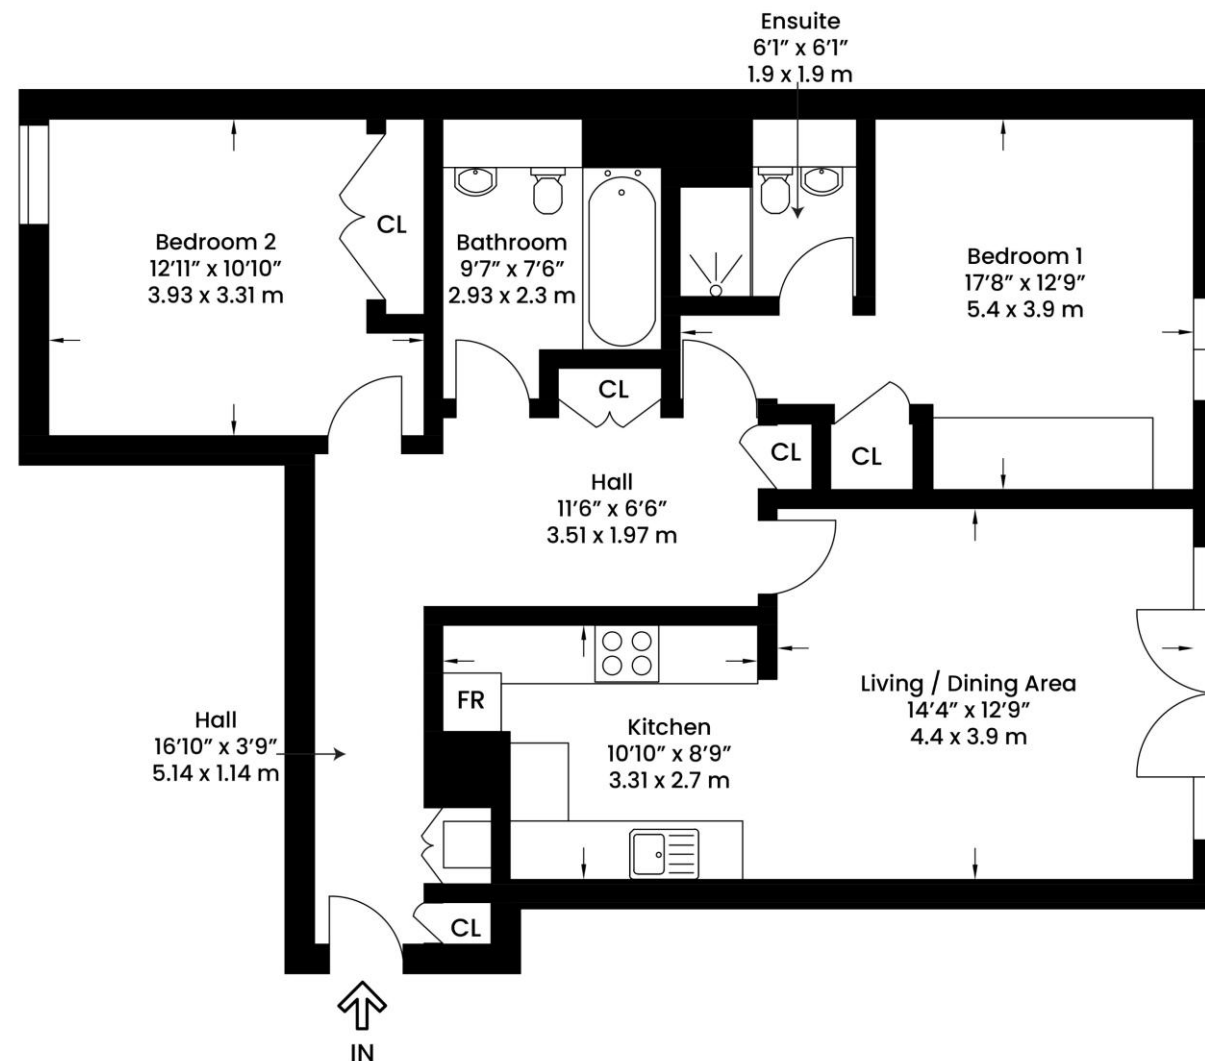 Ensuite
6’1” x 6’1”
1.9 x 1.9 m
Bedroom 2
12’11” x 10’10”
3.93 x 3.31 m
CL
Bathroom
9’7” x 7’6”
2.93 x 2.3 m
Bedroom 1
17’8” x 12’9”
5.4 x 3.9 m
CL
CL
CL
Hall
11’6” x 6’6”
3.51 x 1.97 m
FR
Kitchen
10’10” x 8’9”
3.31 x 2.7 m
Living / Dining Area
14’4” x 12’9”
4.4 x 3.9 m
Hall
16’10” x 3’9”
5.14 x 1.14 m
CL
IN